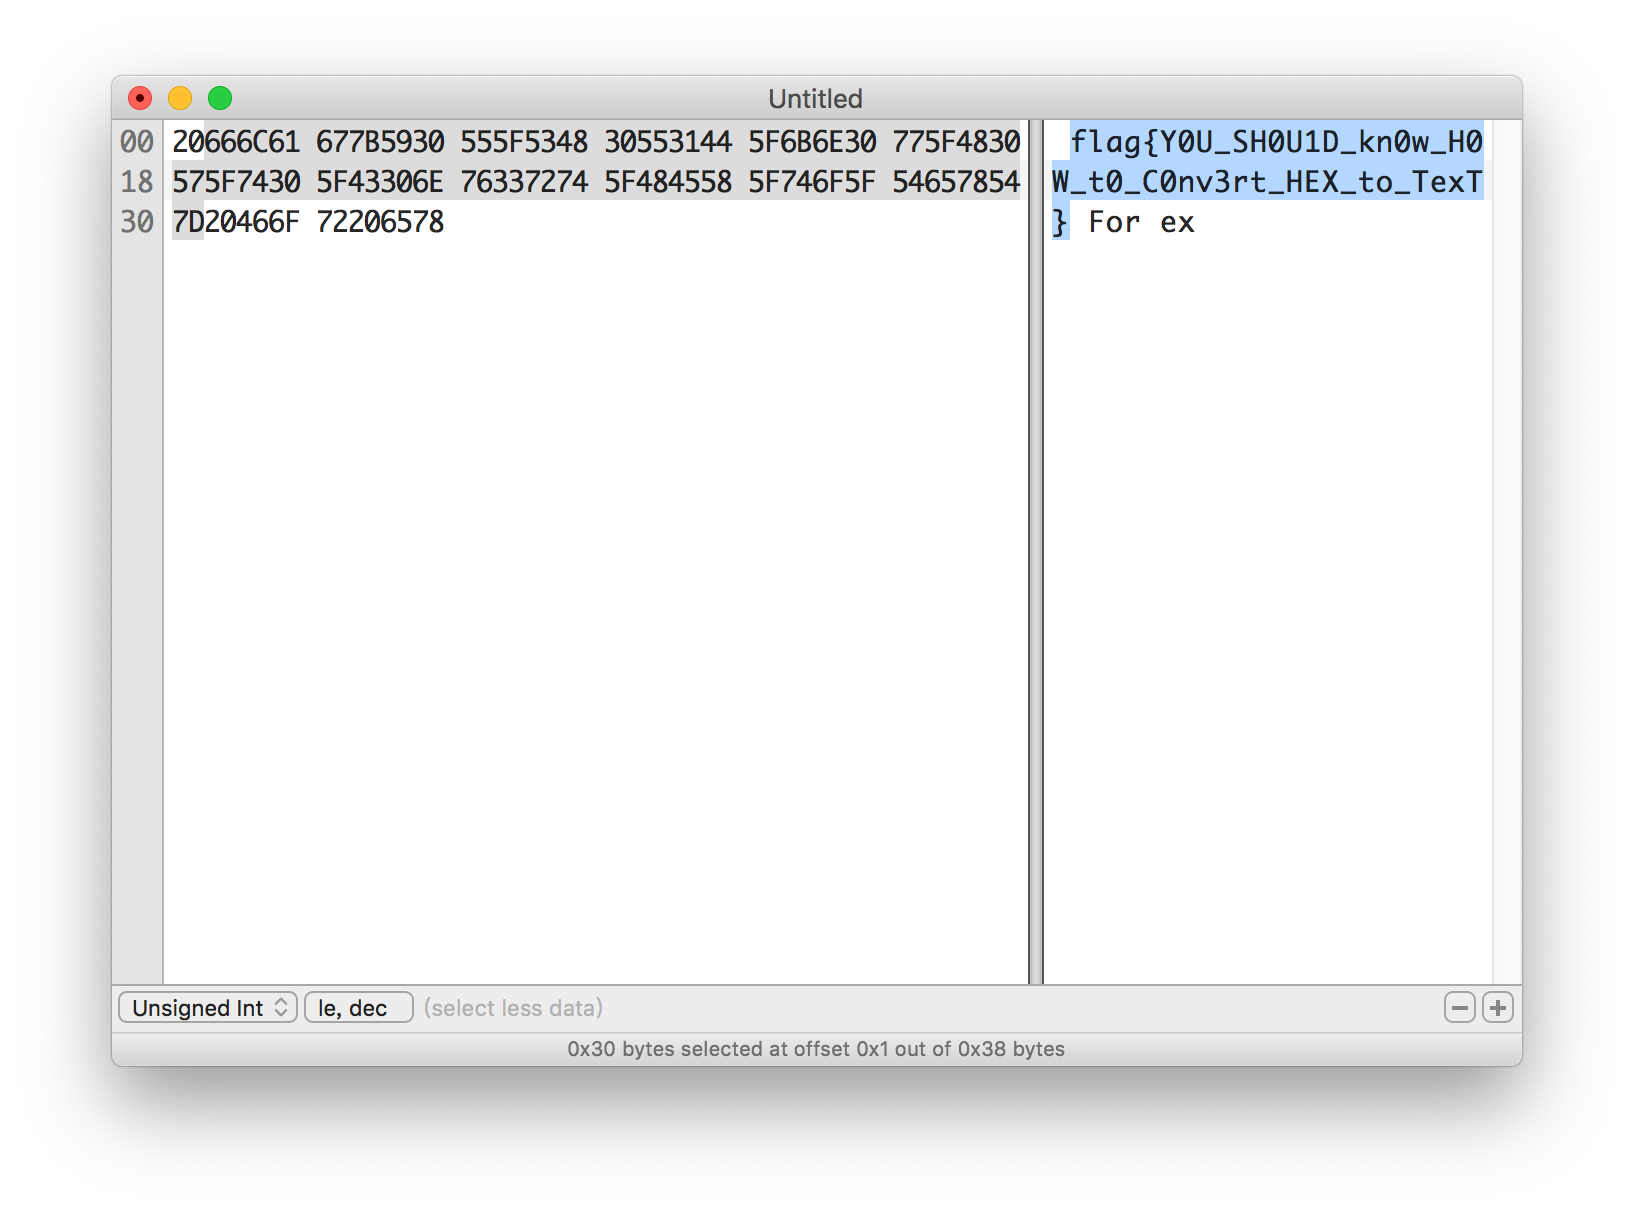 Untitled
00 20666C61 677B5930 555F5348 30553144 5F6B6E30 775F4830 flag{Y0U_SH0U1D_kn0w_H0
18 575F7430 5F43306E 76337274 5F484558 5F746F5F 54657854 W_t0_C0nv3rt_HEX_to_TexT
30 7D20466F 72206578 } For ex
Unsigned Int le, dec (select less data)
0x30 bytes selected at offset 0x1 out of 0x38 bytes